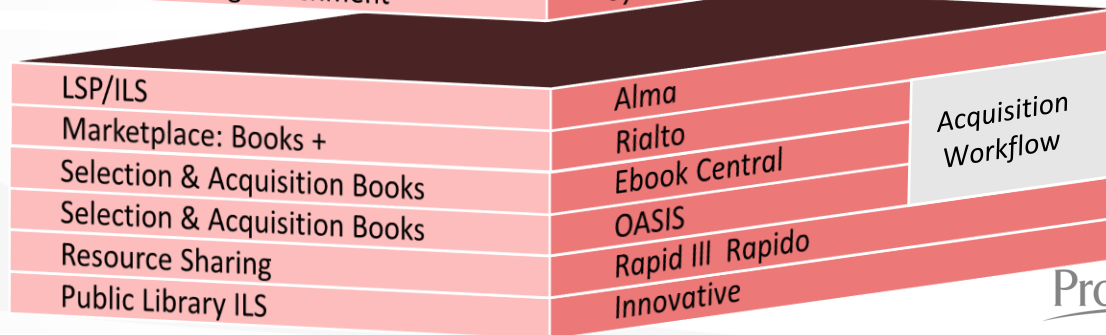 LSP/ILS
Marketplace: Books +
Selection & Acquisition Books
Selection & Acquisition Books
Resource Sharing
Public Library ILS
Alma
Rialto
Ebook Central
OASIS
Rapid Ill Rapido
Innovative
Acquisition
Workflow